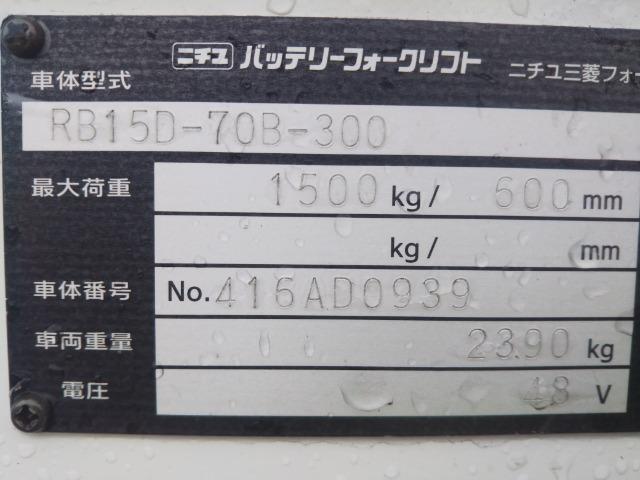 ニチユ バッテリーフォークリフト ニチユ三菱フォー
車体型式
RB15D-70B-300
最大荷重 1500 kg/ 600 mm
kg/ mm
車体番号 No.416AD0939
車両重量 2390 kg
電圧 48 V